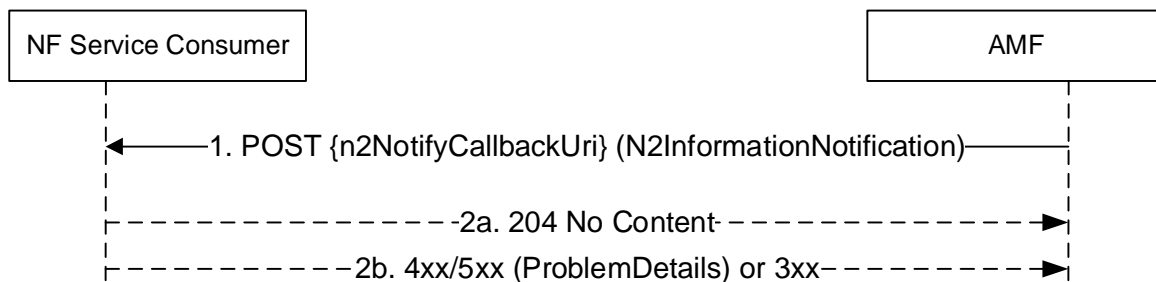 NF Service Consumer
AMF
1. POST {n2NotifyCallbackUri} (N2InformationNotification)
2a. 204 No Content
2b. 4xx/5xx (ProblemDetails) or 3xx